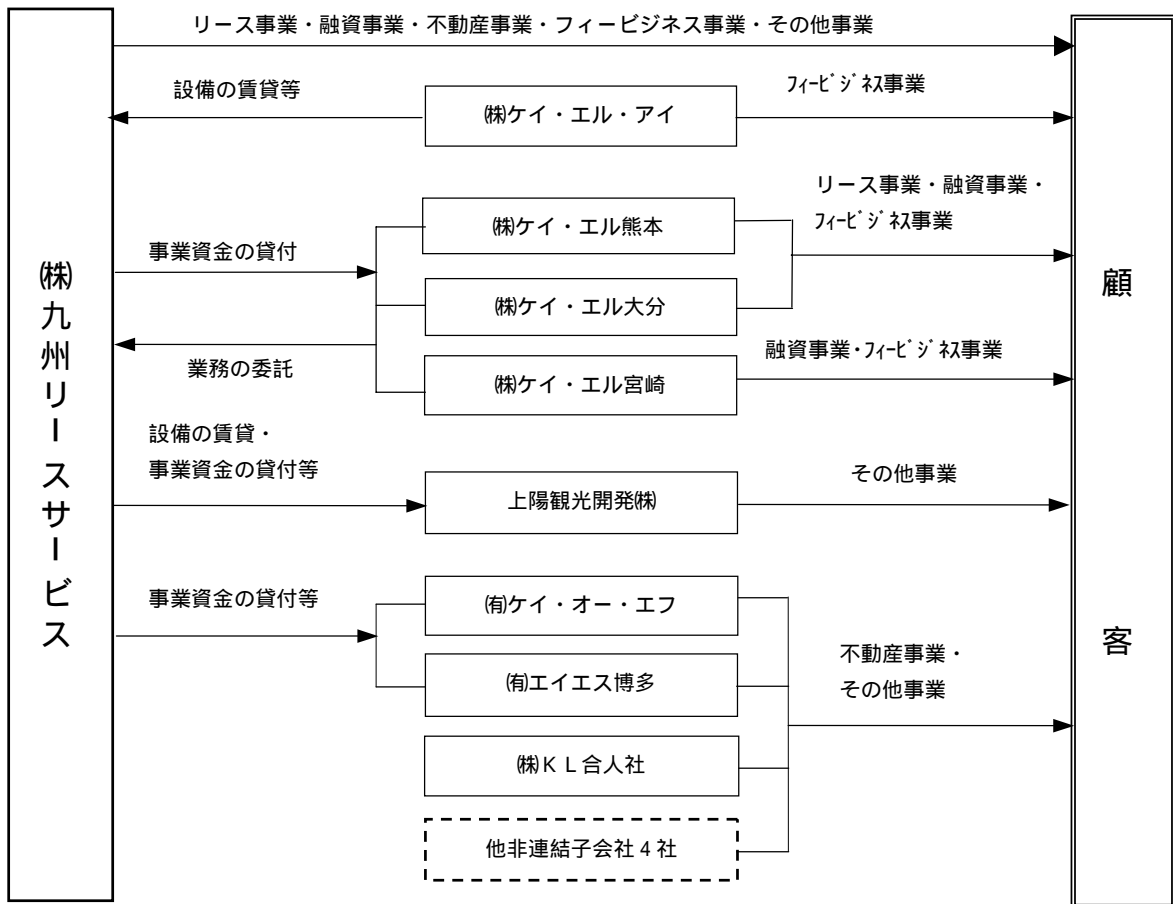 リース事業・融資事業・不動産事業・フィービジネス事業・その他事業
設備の賃貸等
㈱ケイ・エル・アイ
ﾌｨｰﾋﾞｼﾞﾈｽ事業
㈱九州リースサービス
顧客
事業資金の貸付
業務の委託
㈱ケイ・エル熊本
㈱ケイ・エル大分
㈱ケイ・エル宮崎
リース事業・融資事業・
ﾌｨｰﾋﾞｼﾞﾈｽ事業
融資事業・ﾌｨｰﾋﾞｼﾞﾈｽ事業
設備の賃貸・
事業資金の貸付等
上陽観光開発㈱
その他事業
事業資金の貸付等
㈲ケイ・オー・エフ
㈲エイエス博多
㈱ＫＬ合人社
他非連結子会社４社
不動産事業・
その他事業